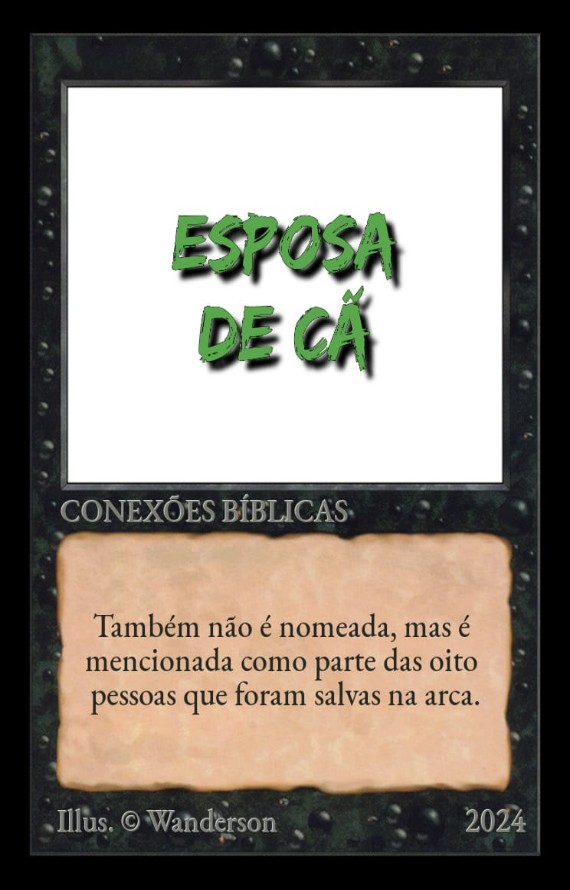 ESPOSA
DE CÃ
CONEXÕES BÍBLICAS
Também não é nomeada, mas é
mencionada como parte das oito
pessoas que foram salvas na arca.
Illus. © Wanderson
2024